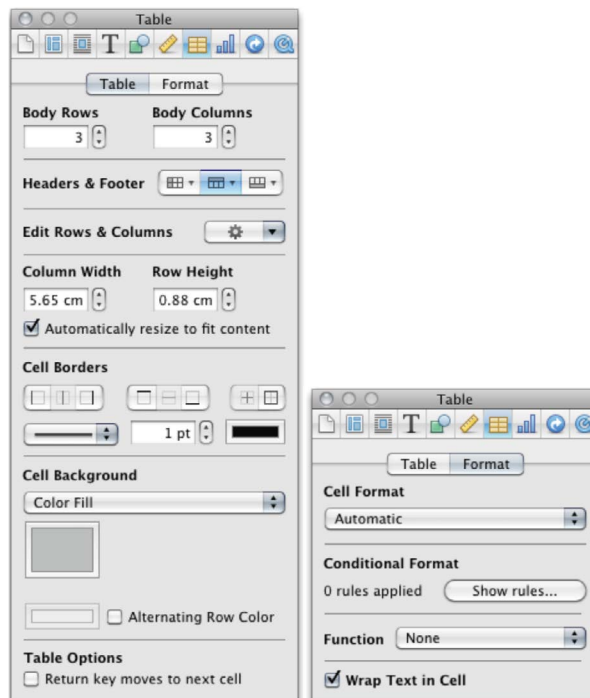 Table
T
Table Format
Body Rows Body Columns
3 3
Headers & Footer
Edit Rows & Columns
Column Width Row Height
5.65 cm 0.88 cm
Automatically resize to fit content
Cell Borders
1 pt
Cell Background
Color Fill
Alternating Row Color
Table Options
Return key moves to next cell
Table
T
Table Format
Cell Format
Automatic
Conditional Format
0 rules applied Show rules...
Function None
Wrap Text in Cell